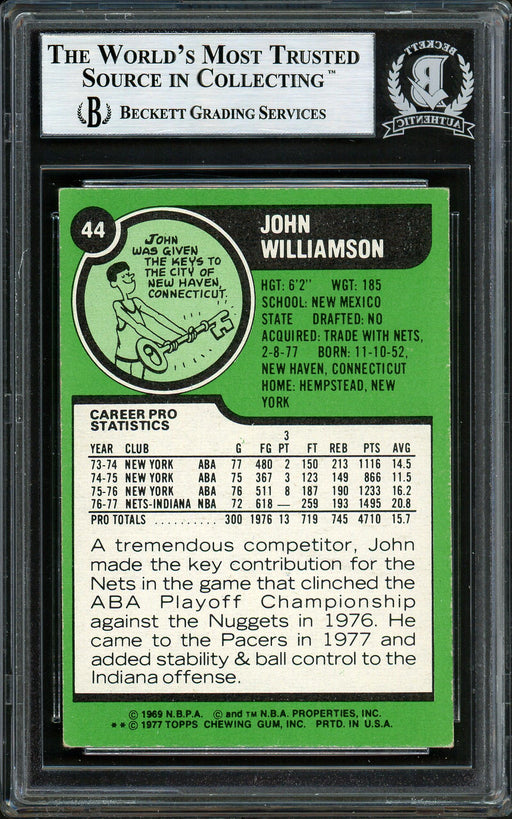 THE WORLD'S MOST TRUSTED
SOURCE IN COLLECTING™
B BECKETT GRADING SERVICES
BECKETT
B
AUTHENTIC
44
JOHN
WAS GIVEN
THE KEYS TO
THE CITY OF
NEW HAVEN,
CONNECTICUT.
JOHN
WILLIAMSON
HGT: 6'2" WGT: 185
SCHOOL: NEW MEXICO
STATE DRAFTED: NO
ACQUIRED: TRADE WITH NETS,
2-8-77 BORN: 11-10-52,
NEW HAVEN, CONNECTICUT
HOME: HEMPSTEAD, NEW
YORK
CAREER PRO
STATISTICS
3
YEAR CLUB G FG PT FT REB PTS AVG
73-74 NEW YORK ABA 77 480 2 150 213 1116 14.5
74-75 NEW YORK ABA 75 367 3 123 149 866 11.5
75-76 NEW YORK ABA 76 511 8 187 190 1233 16.2
76-77 NETS-INDIANA NBA 72 618 — 259 193 1495 20.8
PRO TOTALS .......... 300 1976 13 719 745 4710 15.7
A tremendous competitor, John
made the key contribution for the
Nets in the game that clinched the
ABA Playoff Championship
against the Nuggets in 1976. He
came to the Pacers in 1977 and
added stability & ball control to the
Indiana offense.
© 1969 N.B.P.A. © and TM N.B.A. PROPERTIES, INC.
** © 1977 TOPPS CHEWING GUM, INC. PRTD. IN U.S.A.